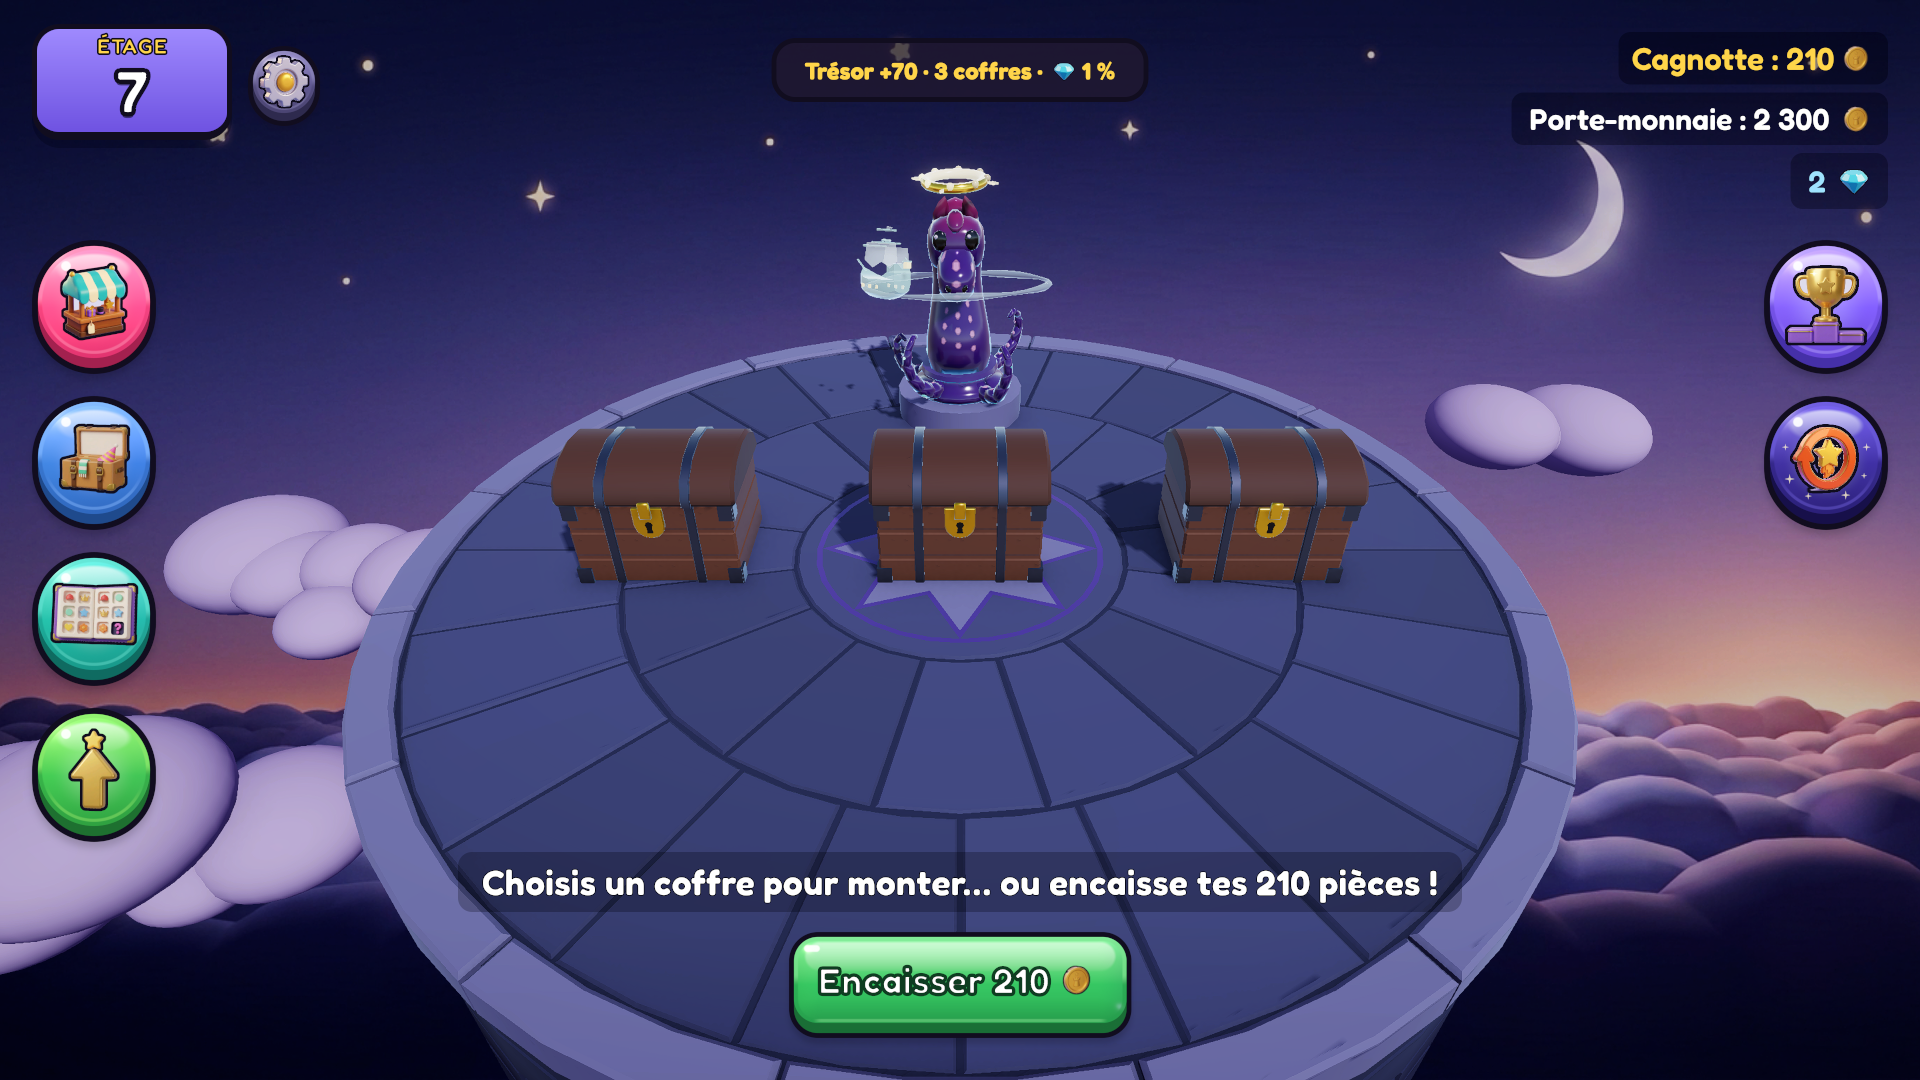 ÉTAGE
7
Trésor +70 · 3 coffres · 1 %
Cagnotte : 210
Porte-monnaie : 2 300
2
?
Choisis un coffre pour monter... ou encaisse tes 210 pièces !
Encaisser 210